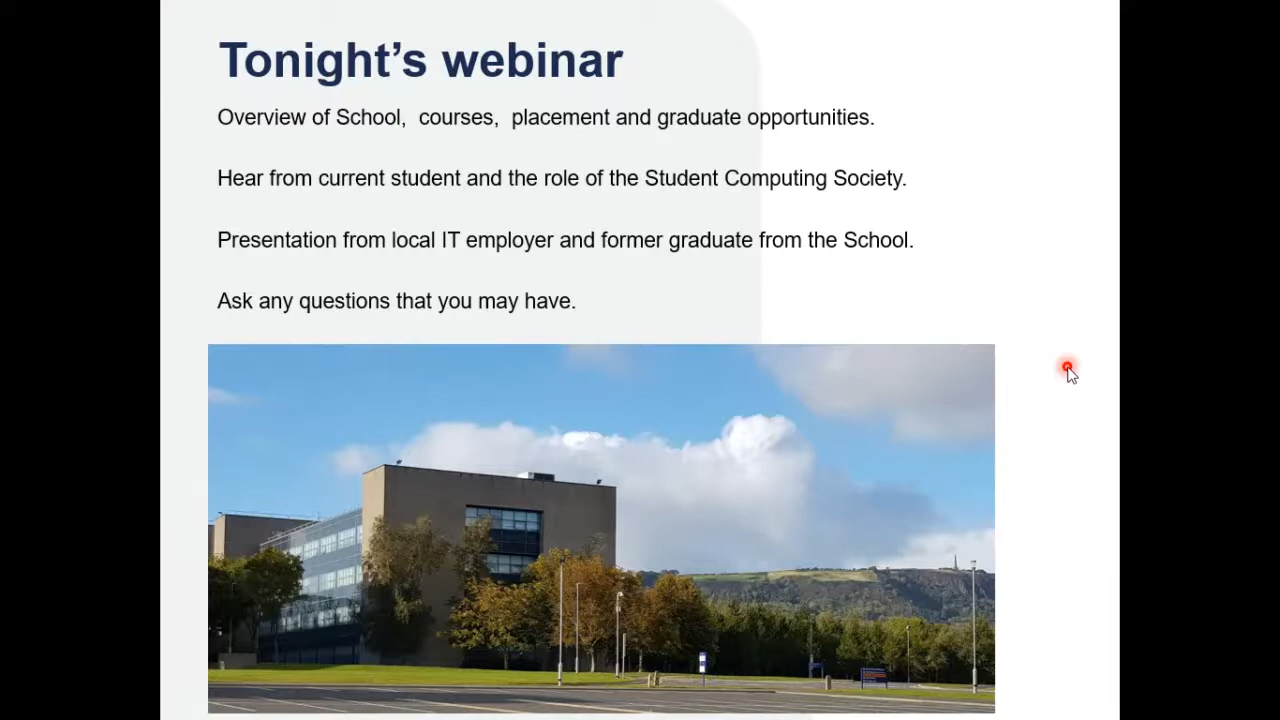 Tonight’s webinar
Overview of School,  courses,  placement and graduate opportunities.
Hear from current student and the role of the Student Computing Society.
Presentation from local IT employer and former graduate from the School.
Ask any questions that you may have.